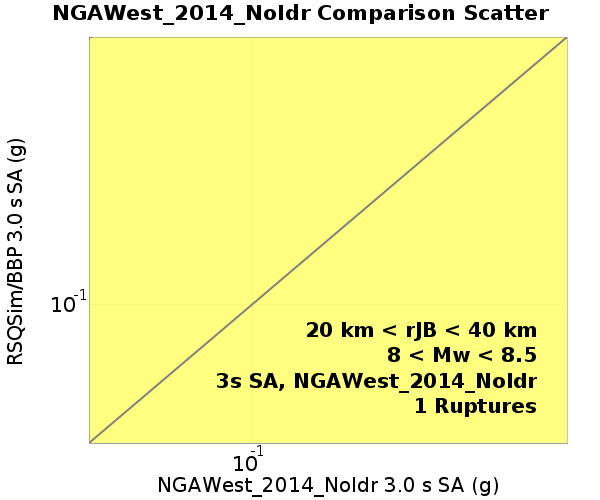 NGAWest_2014_NoIdr Comparison Scatter
RSQSim/BBP 3.0 s SA (g)
10-1
20 km < rJB < 40 km
8 < Mw < 8.5
3s SA, NGAWest_2014_NoIdr
1 Ruptures
10-1
NGAWest_2014_NoIdr 3.0 s SA (g)